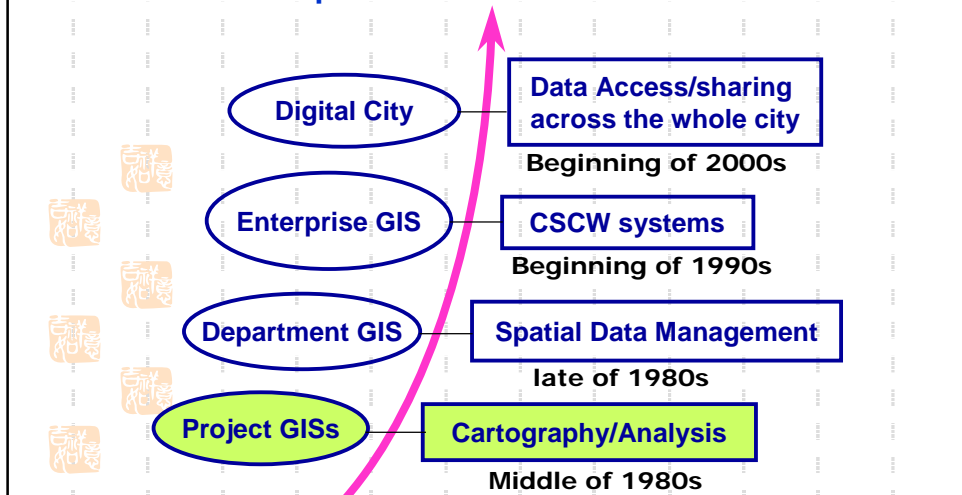 Digital City
Data Access/sharing
across the whole city
Beginning of 2000s
Enterprise GIS
CSCW systems
Beginning of 1990s
Department GIS
Spatial Data Management
late of 1980s
Project GISs
Cartography/Analysis
Middle of 1980s